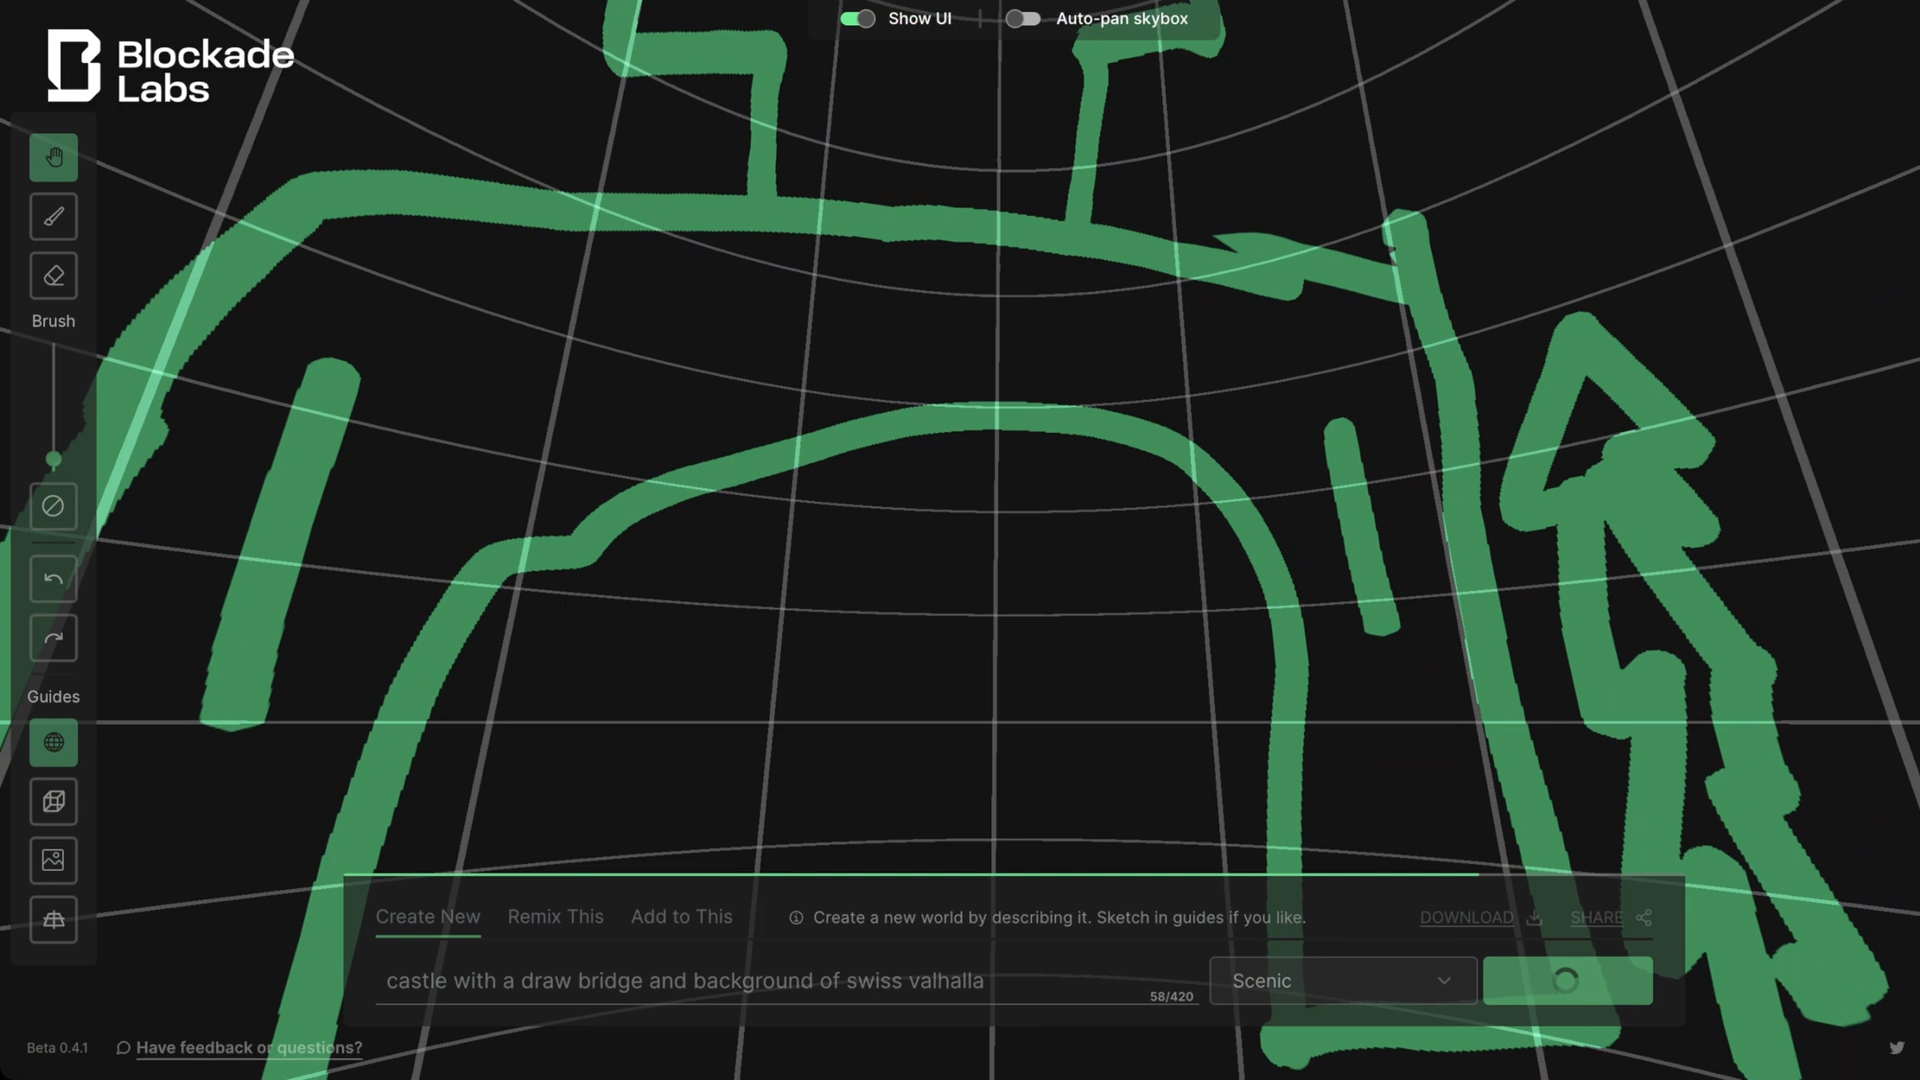 Show UI
Auto-pan skybox
Blockade
Labs
Brush
Guides
Create New
Remix This
Add to This
Create a new world by describing it. Sketch in guides if you like.
DOWNLOAD
SHARE
castle with a draw bridge and background of swiss valhalla
58/420
Scenic
Beta 0.4.1
Have feedback or questions?